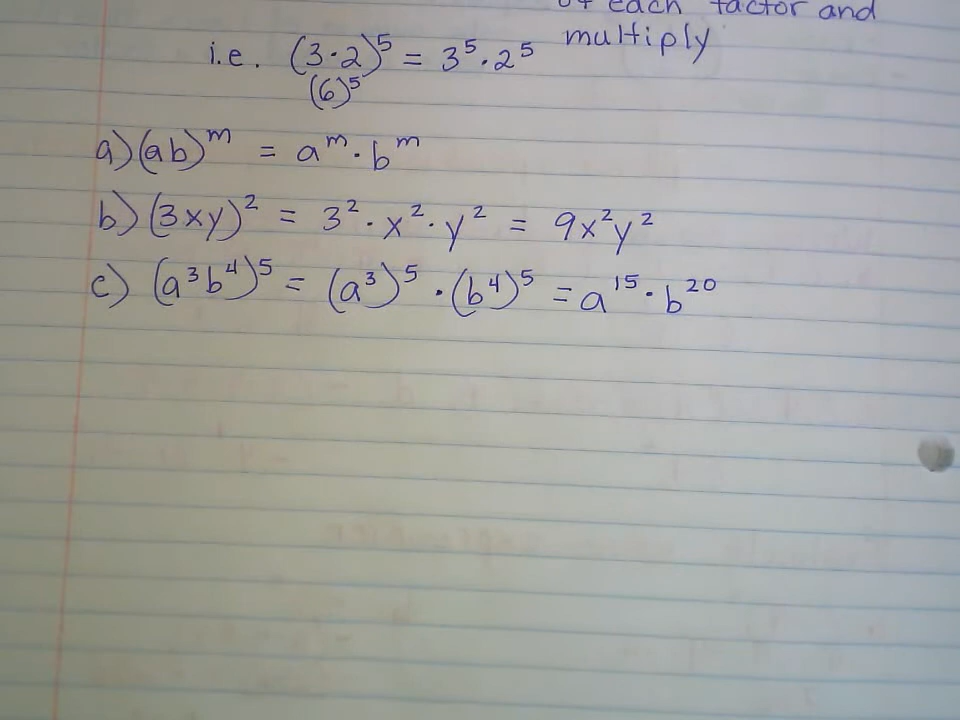 of each factor and
multiply
i.e. (3·2)⁵ = 3⁵·2⁵
(6)⁵
a) (ab)ᵐ = aᵐ·bᵐ
b) (3xy)² = 3²·x²·y² = 9x²y²
c) (a³b⁴)⁵ = (a³)⁵·(b⁴)⁵ = a¹⁵·b²⁰